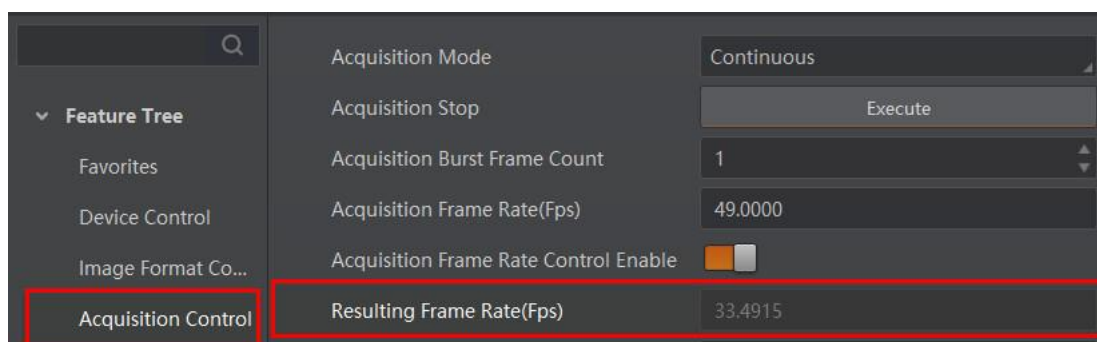 Acquisition Mode Continuous
Feature Tree Acquisition Stop Execute
Favorites Acquisition Burst Frame Count 1
Device Control Acquisition Frame Rate(Fps) 49.0000
Image Format Co... Acquisition Frame Rate Control Enable
Acquisition Control Resulting Frame Rate(Fps) 33.4915